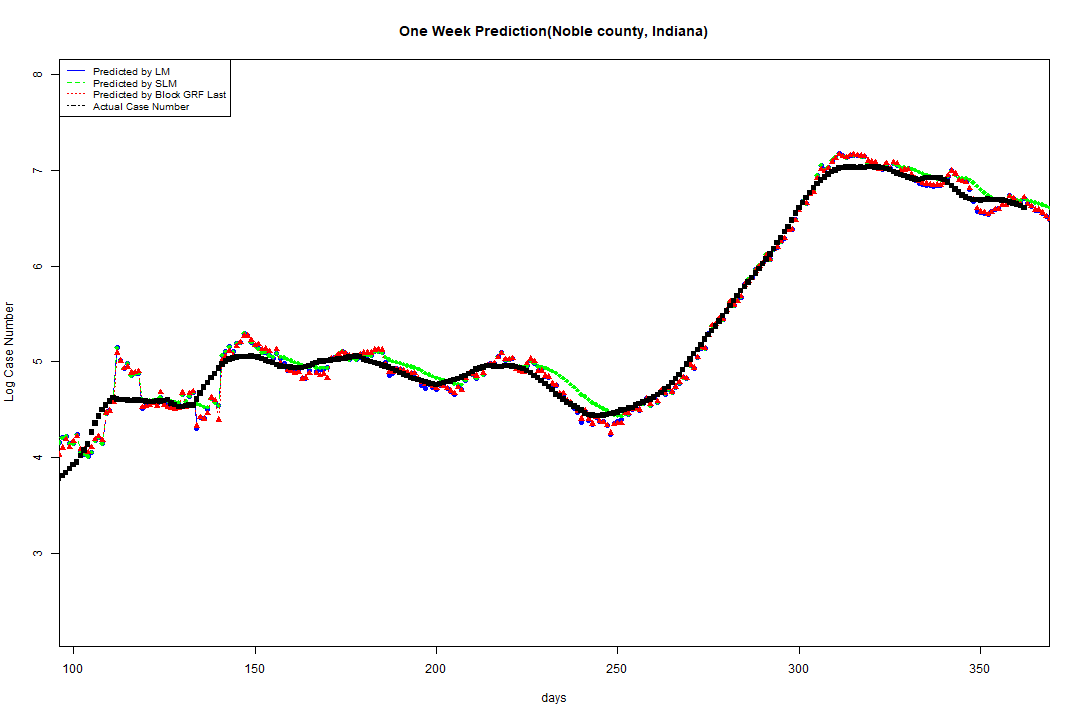 One Week Prediction(Noble county, Indiana)
Predicted by LM
Predicted by SLM
Predicted by Block GRF Last
Actual Case Number
Log Case Number
8
7
6
5
4
3
100 150 200 250 300 350
days